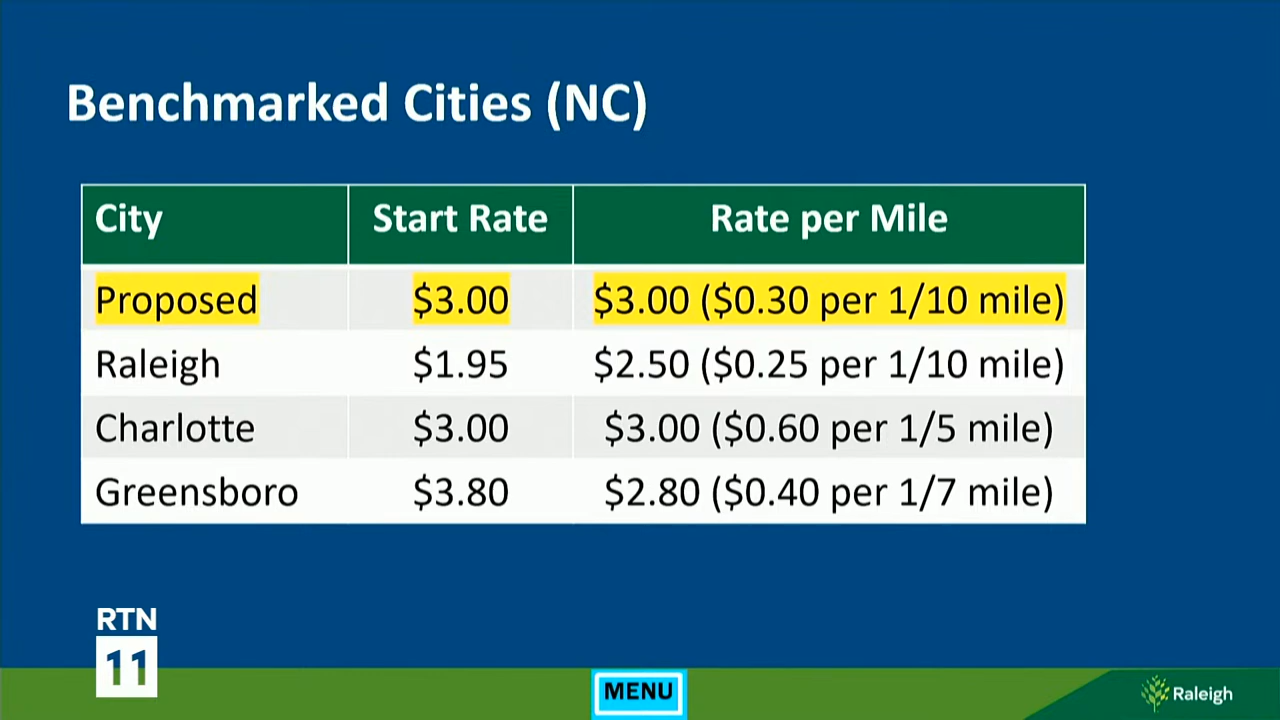 Benchmarked Cities (NC)
City Start Rate Rate per Mile
Proposed $3.00 $3.00 ($0.30 per 1/10 mile)
Raleigh $1.95 $2.50 ($0.25 per 1/10 mile)
Charlotte $3.00 $3.00 ($0.60 per 1/5 mile)
Greensboro $3.80 $2.80 ($0.40 per 1/7 mile)
RTN
11
MENU
Raleigh